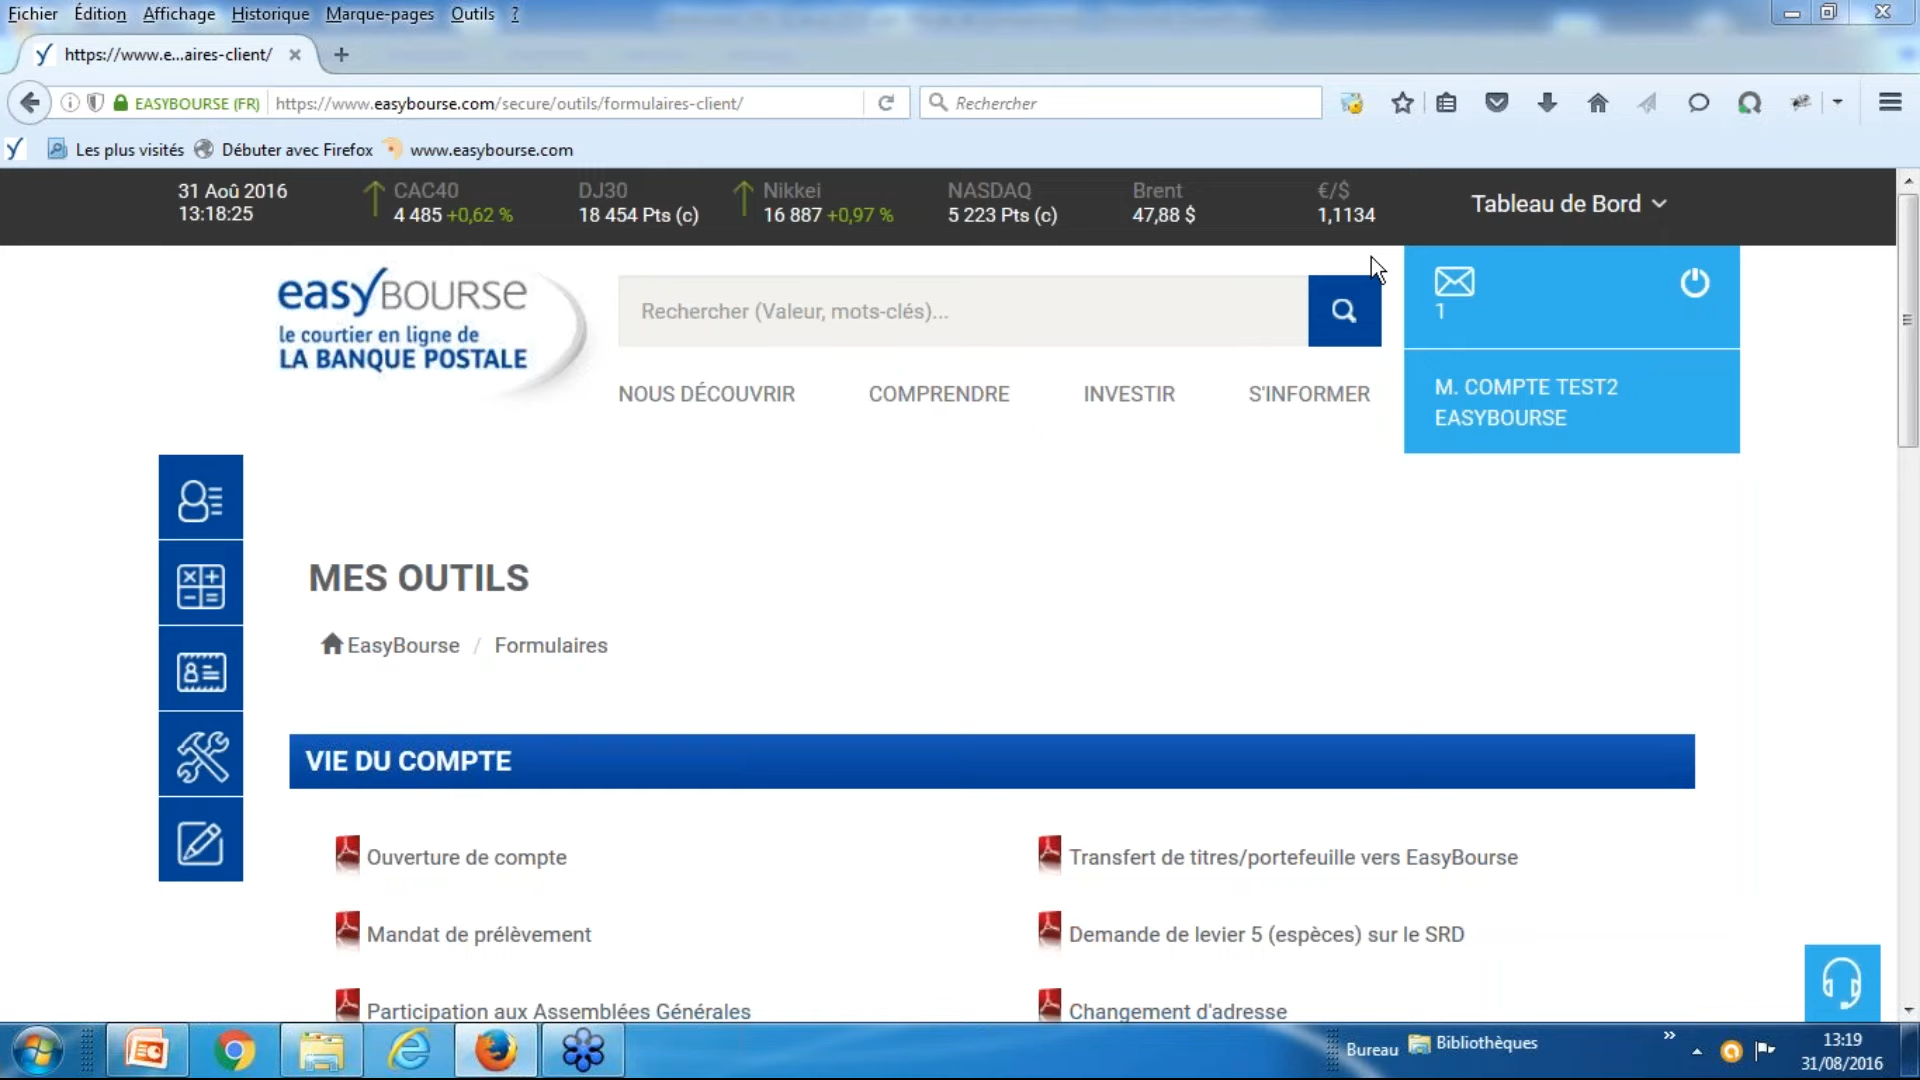 Fichier Édition Affichage Historique Marque-pages Outils ?
https://www.e...aires-client/
EASYBOURSE (FR) https://www.easybourse.com/secure/outils/formulaires-client/ Rechercher
Les plus visités Débuter avec Firefox www.easybourse.com
31 Aoû 2016 CAC40 DJ30 Nikkei NASDAQ Brent €/$ Tableau de Bord
13:18:25 4 485 +0,62 % 18 454 Pts (c) 16 887 +0,97 % 5 223 Pts (c) 47,88 $ 1,1134
easyBOURSE
le courtier en ligne de
LA BANQUE POSTALE
Rechercher (Valeur, mots-clés)...
1
NOUS DÉCOUVRIR COMPRENDRE INVESTIR S'INFORMER
M. COMPTE TEST2
EASYBOURSE
MES OUTILS
EasyBourse / Formulaires
VIE DU COMPTE
Ouverture de compte Transfert de titres/portefeuille vers EasyBourse
Mandat de prélèvement Demande de levier 5 (espèces) sur le SRD
Participation aux Assemblées Générales Changement d'adresse
Bureau Bibliothèques 13:19
31/08/2016